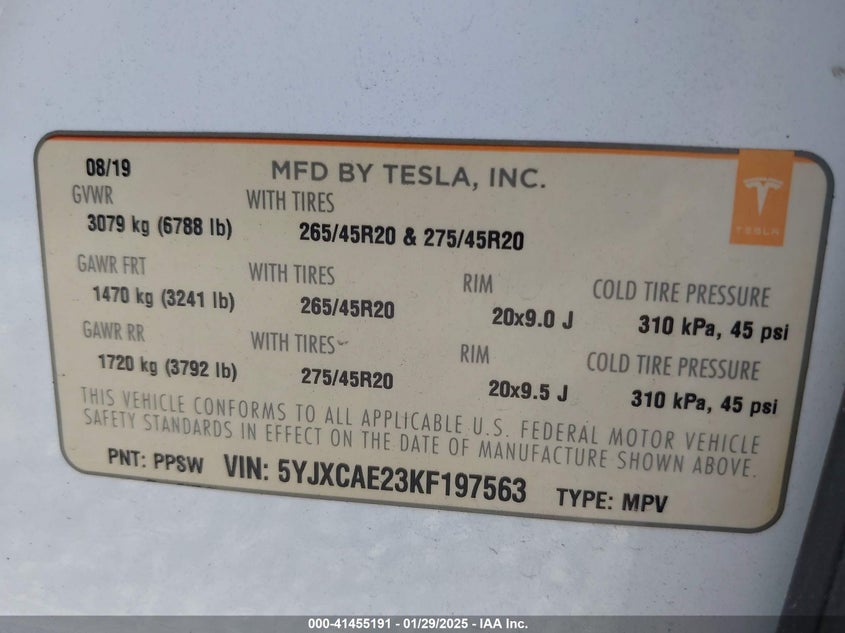 08/19 MFD BY TESLA, INC.
TESLA
GVWR WITH TIRES
3079 kg (6788 lb) 265/45R20 & 275/45R20
GAWR FRT WITH TIRES RIM COLD TIRE PRESSURE
1470 kg (3241 lb) 265/45R20 20x9.0 J 310 kPa, 45 psi
GAWR RR WITH TIRES RIM COLD TIRE PRESSURE
1720 kg (3792 lb) 275/45R20 20x9.5 J 310 kPa, 45 psi
THIS VEHICLE CONFORMS TO ALL APPLICABLE U.S. FEDERAL MOTOR VEHICLE
SAFETY STANDARDS IN EFFECT ON THE DATE OF MANUFACTURE SHOWN ABOVE.
PNT: PPSW VIN: 5YJXCAE23KF197563 TYPE: MPV
000-41455191 - 01/29/2025 - IAA Inc.